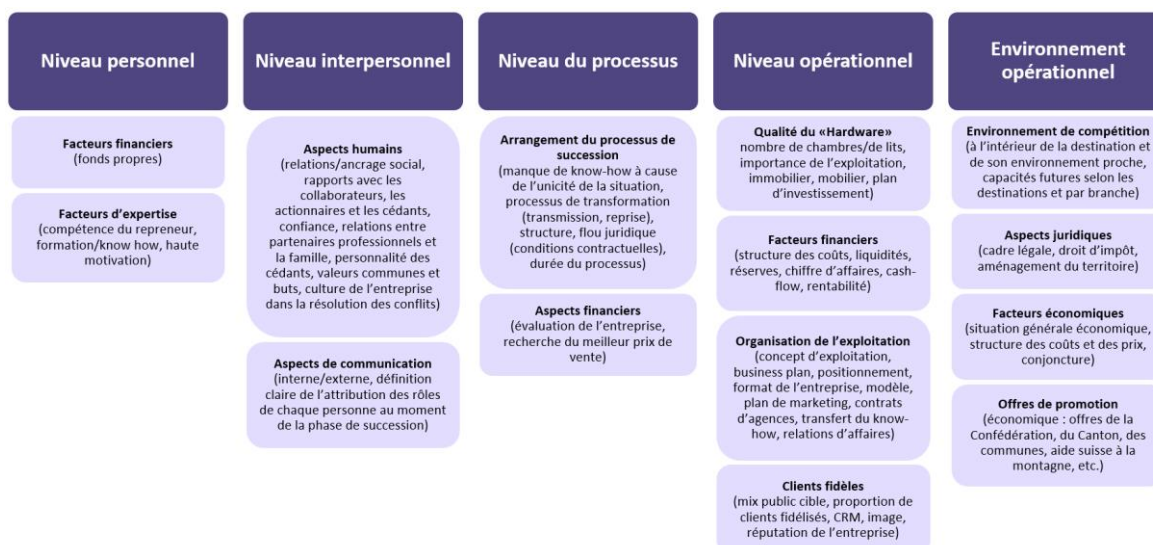 Niveau personnel
Facteurs financiers
(fonds propres)
Facteurs d’expertise
(compétence du repreneur,
formation/know how, haute
motivation)
Niveau interpersonnel
Aspects humains
(relations/ancrage social,
rapports avec les
collaborateurs, les
actionnaires et les cédants,
confiance, relations entre
partenaires professionnels et
la famille, personnalité des
cédants, valeurs communes et
buts, culture de l’entreprise
dans la résolution des conflits)
Aspects de communication
(interne/externe, définition
claire de l’attribution des rôles
de chaque personne au moment
de la phase de succession)
Niveau du processus
Arrangement du processus de
succession
(manque de know-how à cause
de l’unicité de la situation,
processus de transformation
(transmission, reprise),
structure, flou juridique
(conditions contractuelles),
durée du processus)
Aspects financiers
(évaluation de l’entreprise,
recherche du meilleur prix de
vente)
Niveau opérationnel
Qualité du «Hardware»
nombre de chambres/de lits,
importance de l’exploitation,
immobilier, mobilier, plan
d’investissement)
Facteurs financiers
(structure des coûts, liquidités,
réserves, chiffre d’affaires, cash-
flow, rentabilité)
Organisation de l’exploitation
(concept d’exploitation,
business plan, positionnement,
format de l’entreprise, modèle,
plan de marketing, contrats
d’agences, transfert du know-
how, relations d’affaires)
Clients fidèles
(mix public cible, proportion de
clients fidélisés, CRM, image,
réputation de l’entreprise)
Environnement
opérationnel
Environnement de compétition
(à l’intérieur de la destination et
de son environnement proche,
capacités futures selon les
destinations et par branche)
Aspects juridiques
(cadre légale, droit d’impôt,
aménagement du territoire)
Facteurs économiques
(situation générale économique,
structure des coûts et des prix,
conjoncture)
Offres de promotion
(économique : offres de la
Confédération, du Canton, des
communes, aide suisse à la
montagne, etc.)